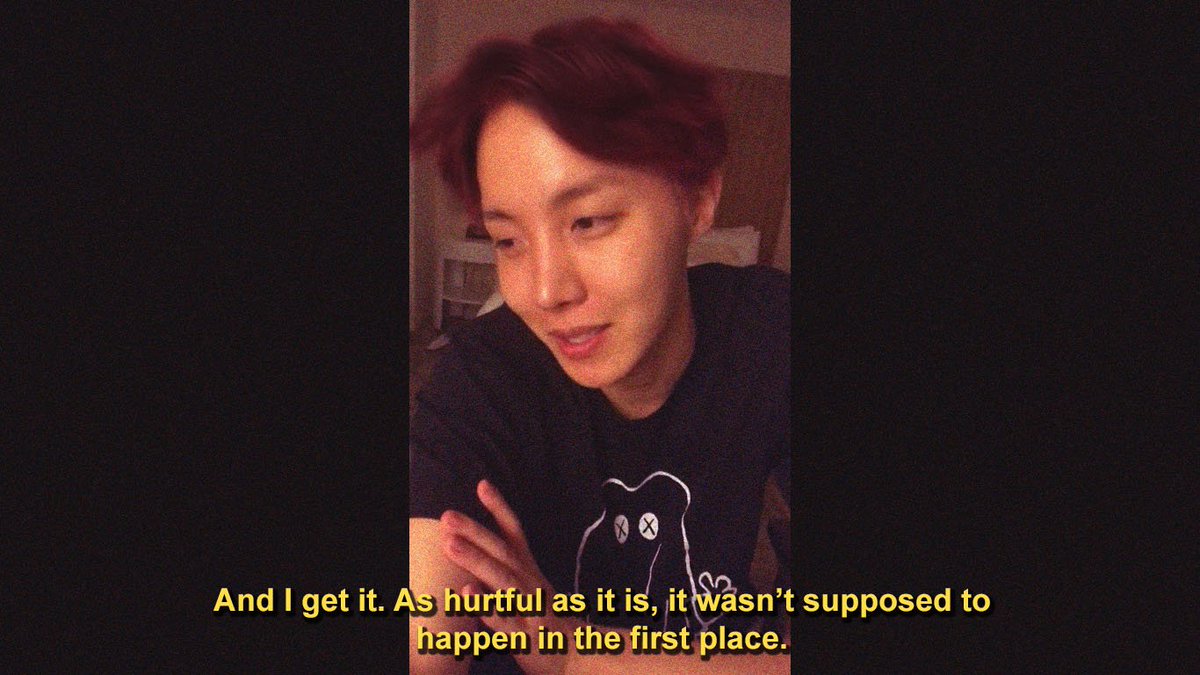 And I get it. As hurtful as it is, it wasn’t supposed to
happen in the first place.